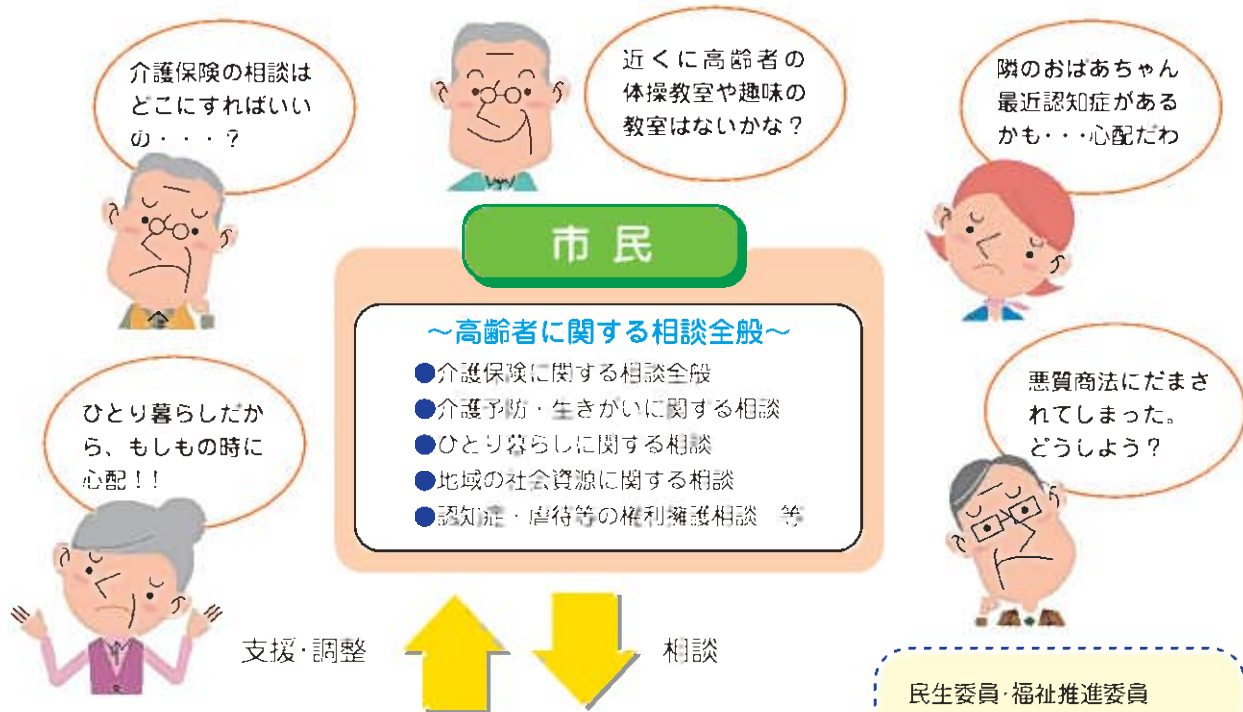 介護保険の相談は
どこにすればいい
の・・・？
近くに高齢者の
体操教室や趣味の
教室はないかな？
隣のおばあちゃん
最近認知症がある
かも・・・心配だわ
市民
～高齢者に関する相談全般～
●介護保険に関する相談全般
●介護予防・生きがいに関する相談
●ひとり暮らしに関する相談
●地域の社会資源に関する相談
●認知症・虐待等の権利擁護相談　等
ひとり暮らしだか
ら、もしもの時に
心配！！
悪質商法にだまさ
れてしまった。
どうしよう？
支援・調整
相談
民生委員・福祉推進委員